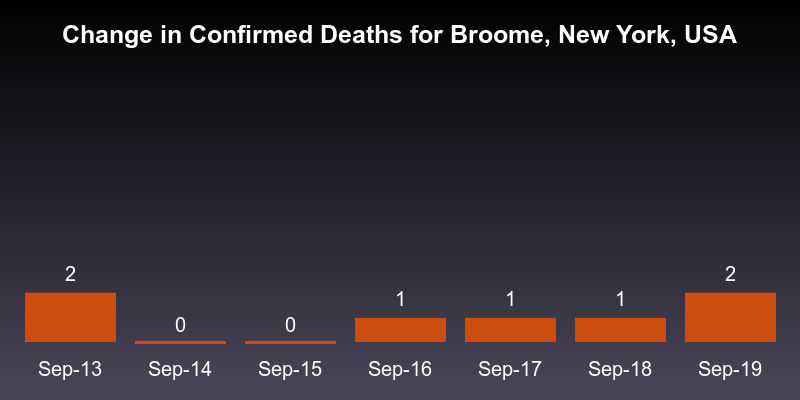 Change in Confirmed Deaths for Broome, New York, USA
2 0 0 1 1 1 2
Sep-13 Sep-14 Sep-15 Sep-16 Sep-17 Sep-18 Sep-19